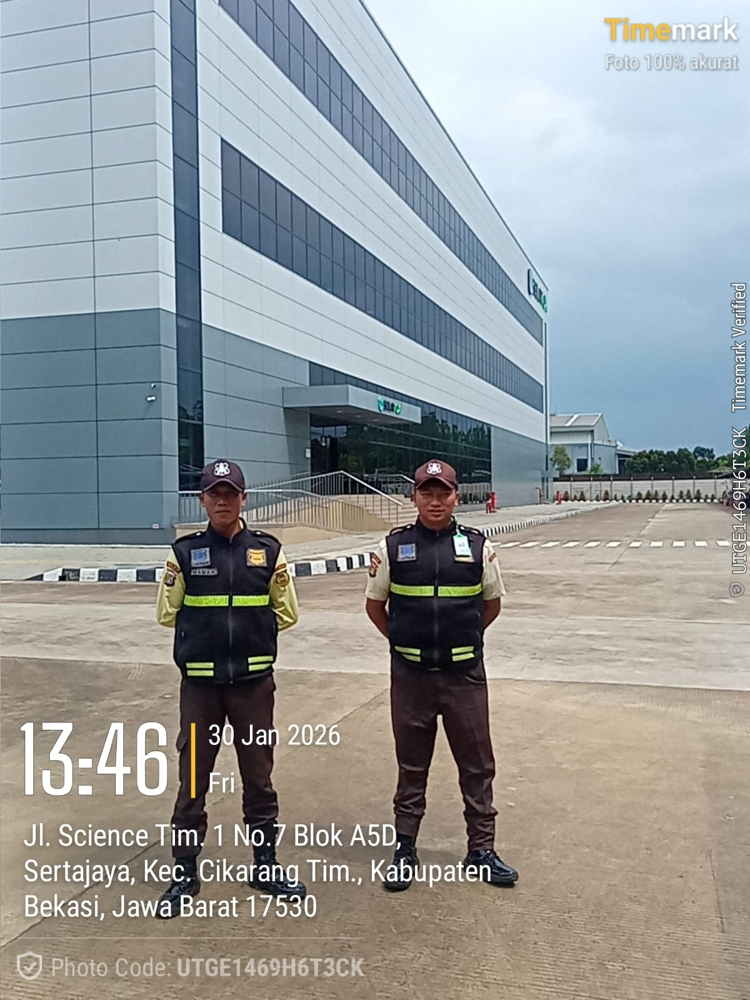 Timemark
Foto 100% akurat
UTGE1469H6T3CK Timemark Verified
13:46
30 Jan 2026
Fri
Jl. Science Tim. 1 No.7 Blok A5D,
Sertajaya, Kec. Cikarang Tim., Kabupaten
Bekasi, Jawa Barat 17530
Photo Code: UTGE1469H6T3CK